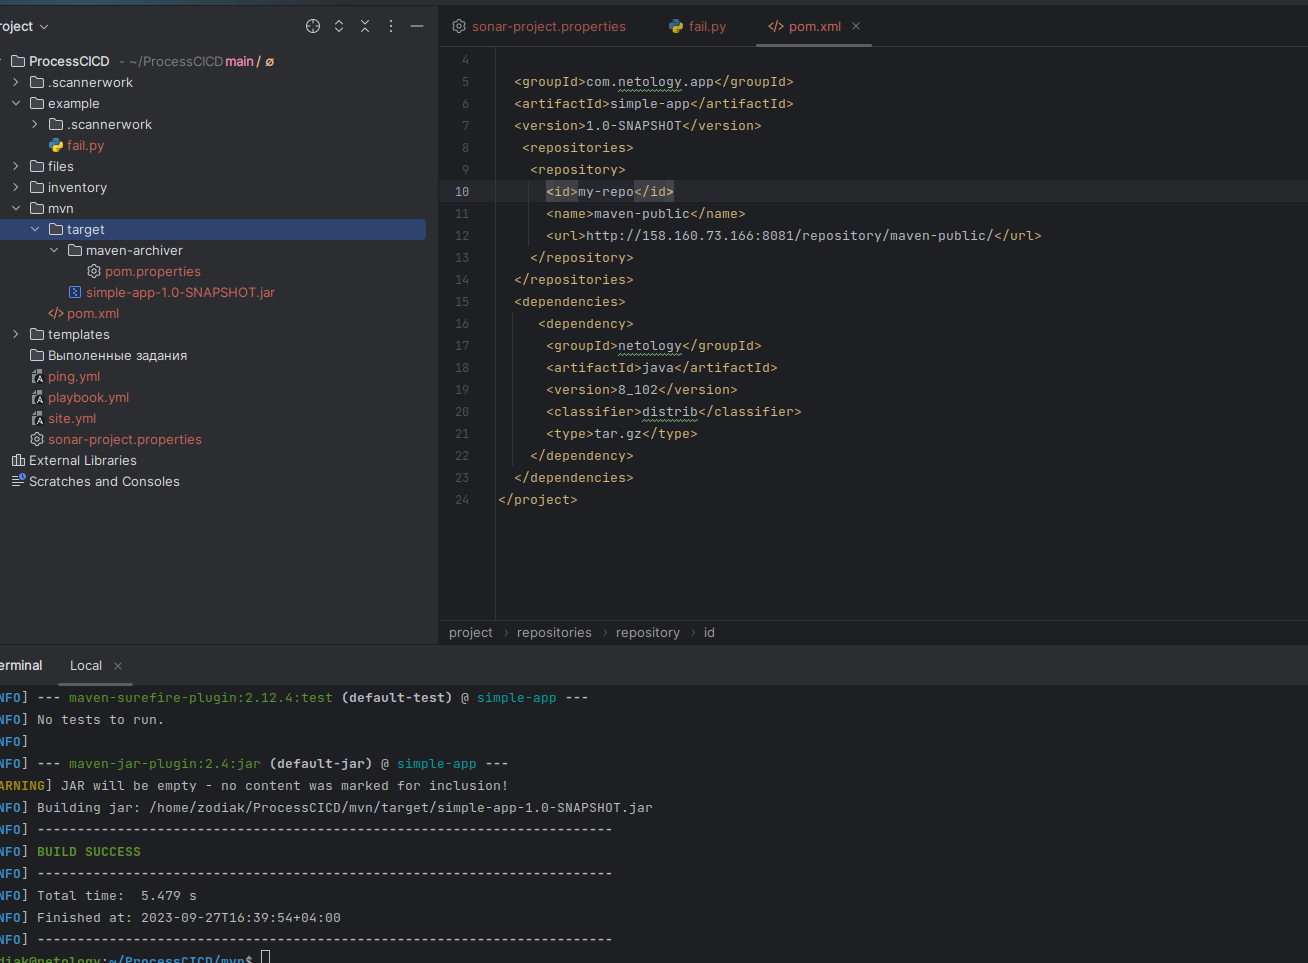 roject
ProcessCICD - ~/ProcessCICD main / ø
.scannerwork
example
.scannerwork
fail.py
files
inventory
mvn
target
maven-archiver
pom.properties
simple-app-1.0-SNAPSHOT.jar
pom.xml
templates
Выполенные задания
ping.yml
playbook.yml
site.yml
sonar-project.properties
External Libraries
Scratches and Consoles
sonar-project.properties fail.py pom.xml
4
5 <groupId>com.netology.app</groupId>
6 <artifactId>simple-app</artifactId>
7 <version>1.0-SNAPSHOT</version>
8 <repositories>
9 <repository>
10 <id>my-repo</id>
11 <name>maven-public</name>
12 <url>http://158.160.73.166:8081/repository/maven-public/</url>
13 </repository>
14 </repositories>
15 <dependencies>
16 <dependency>
17 <groupId>netology</groupId>
18 <artifactId>java</artifactId>
19 <version>8_102</version>
20 <classifier>distrib</classifier>
21 <type>tar.gz</type>
22 </dependency>
23 </dependencies>
24 </project>
project > repositories > repository > id
erminal Local
NFO] --- maven-surefire-plugin:2.12.4:test (default-test) @ simple-app ---
NFO] No tests to run.
NFO]
NFO] --- maven-jar-plugin:2.4:jar (default-jar) @ simple-app ---
ARNING] JAR will be empty - no content was marked for inclusion!
NFO] Building jar: /home/zodiak/ProcessCICD/mvn/target/simple-app-1.0-SNAPSHOT.jar
NFO] ------------------------------------------------------------------------
NFO] BUILD SUCCESS
NFO] ------------------------------------------------------------------------
NFO] Total time:  5.479 s
NFO] Finished at: 2023-09-27T16:39:54+04:00
NFO] ------------------------------------------------------------------------
diak@netology:~/ProcessCICD/mvn$